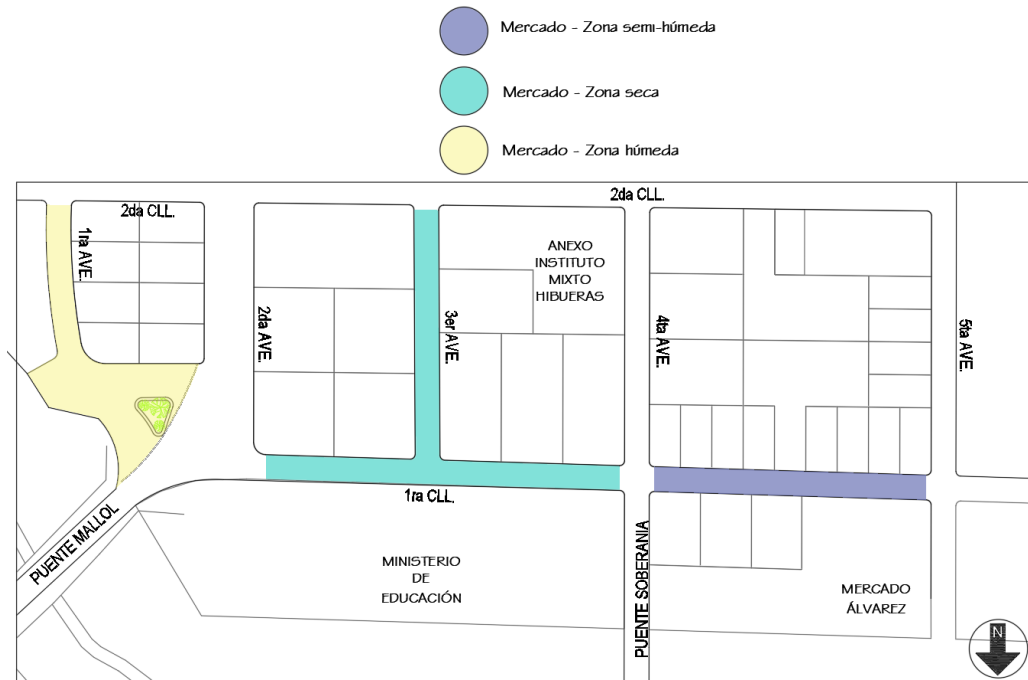 Mercado - Zona semi-húmeda
Mercado - Zona seca
Mercado - Zona húmeda
2da CLL.
2da CLL.
1ra AVE.
2da AVE.
3er AVE.
ANEXO
INSTITUTO
MIXTO
HIBUERAS
4ta AVE.
5ta AVE.
1ra CLL.
PUENTE MALLOL
MINISTERIO
DE
EDUCACIÓN
PUENTE SOBERANIA
MERCADO
ÁLVAREZ
N